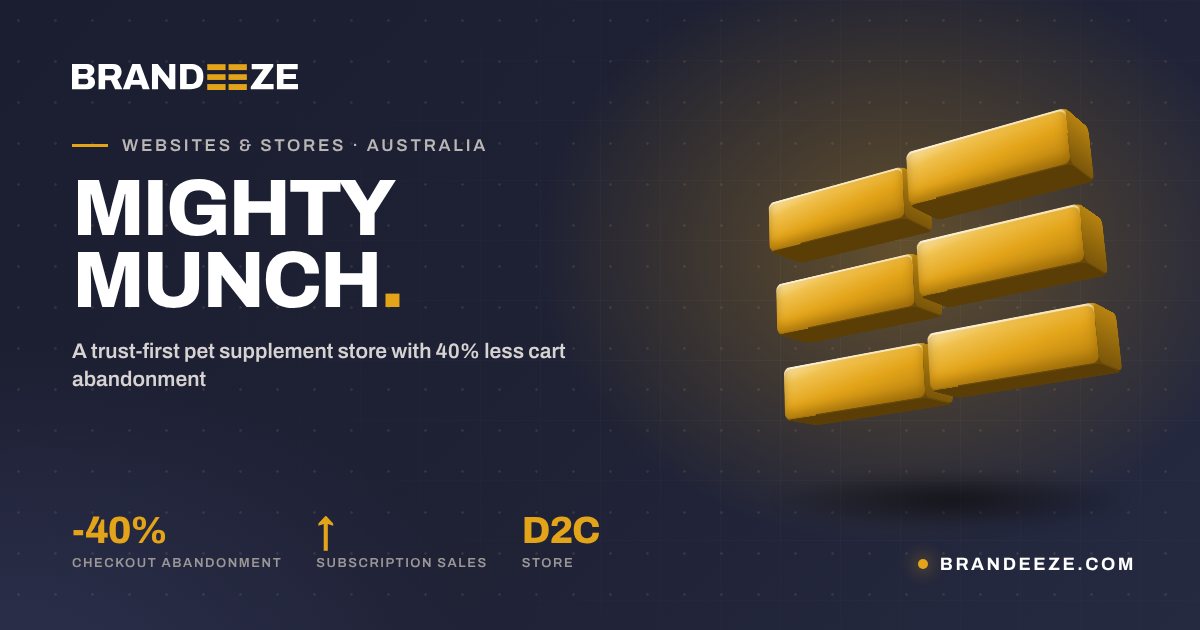 BRANDEEZE
WEBSITES & STORES · AUSTRALIA
MIGHTY
MUNCH.
A trust-first pet supplement store with 40% less cart
abandonment
-40%
CHECKOUT ABANDONMENT
↑
SUBSCRIPTION SALES
D2C
STORE
BRANDEEZE.COM